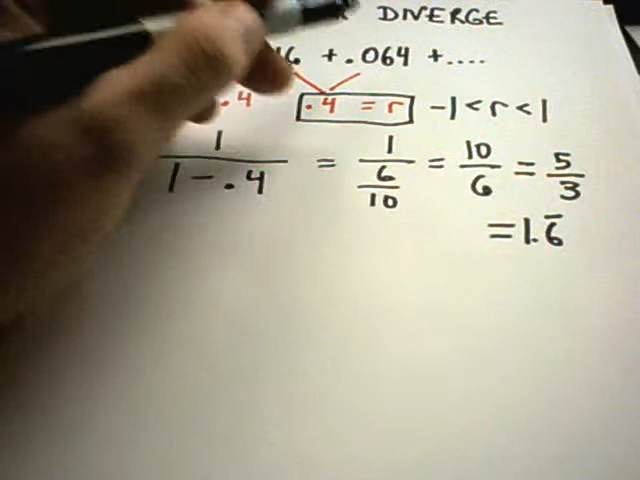 DIVERGE
6 + .064 + ....
.4 .4 = r -1 < r < 1
1 / 1 - .4 = 1 / 6/10 = 10/6 = 5/3
= 1.6̅